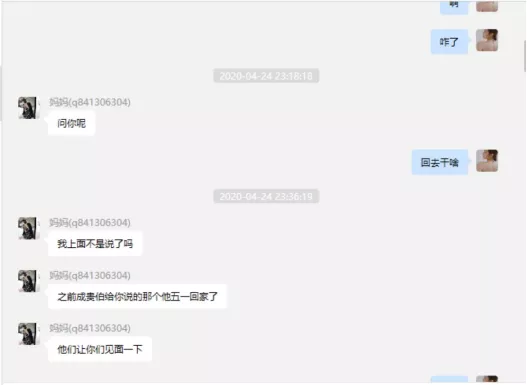 啊
咋了
2020-04-24 23:18:18
妈妈(q841306304)
问你呢
回去干啥
2020-04-24 23:36:19
妈妈(q841306304)
我上面不是说了吗
妈妈(q841306304)
之前成麦伯给你说的那个他五一回家了
妈妈(q841306304)
他们让你们见面一下